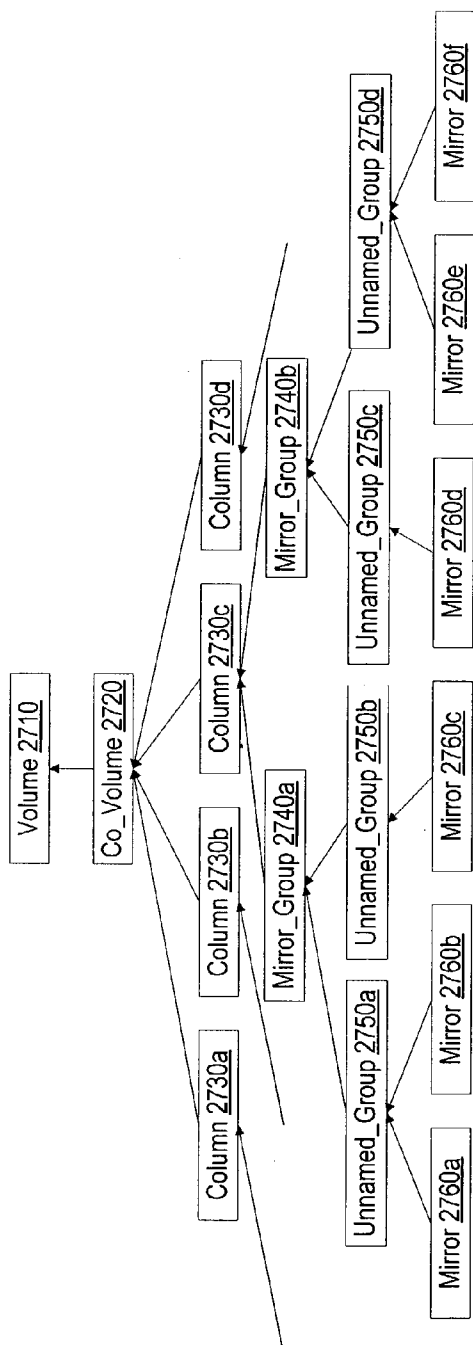 Volume 2710
Co_Volume 2720
Column 2730a
Column 2730b
Column 2730c
Column 2730d
Mirror_Group 2740a
Mirror_Group 2740b
Unnamed_Group 2750a
Unnamed_Group 2750b
Unnamed_Group 2750c
Unnamed_Group 2750d
Mirror 2760a
Mirror 2760b
Mirror 2760c
Mirror 2760d
Mirror 2760e
Mirror 2760f